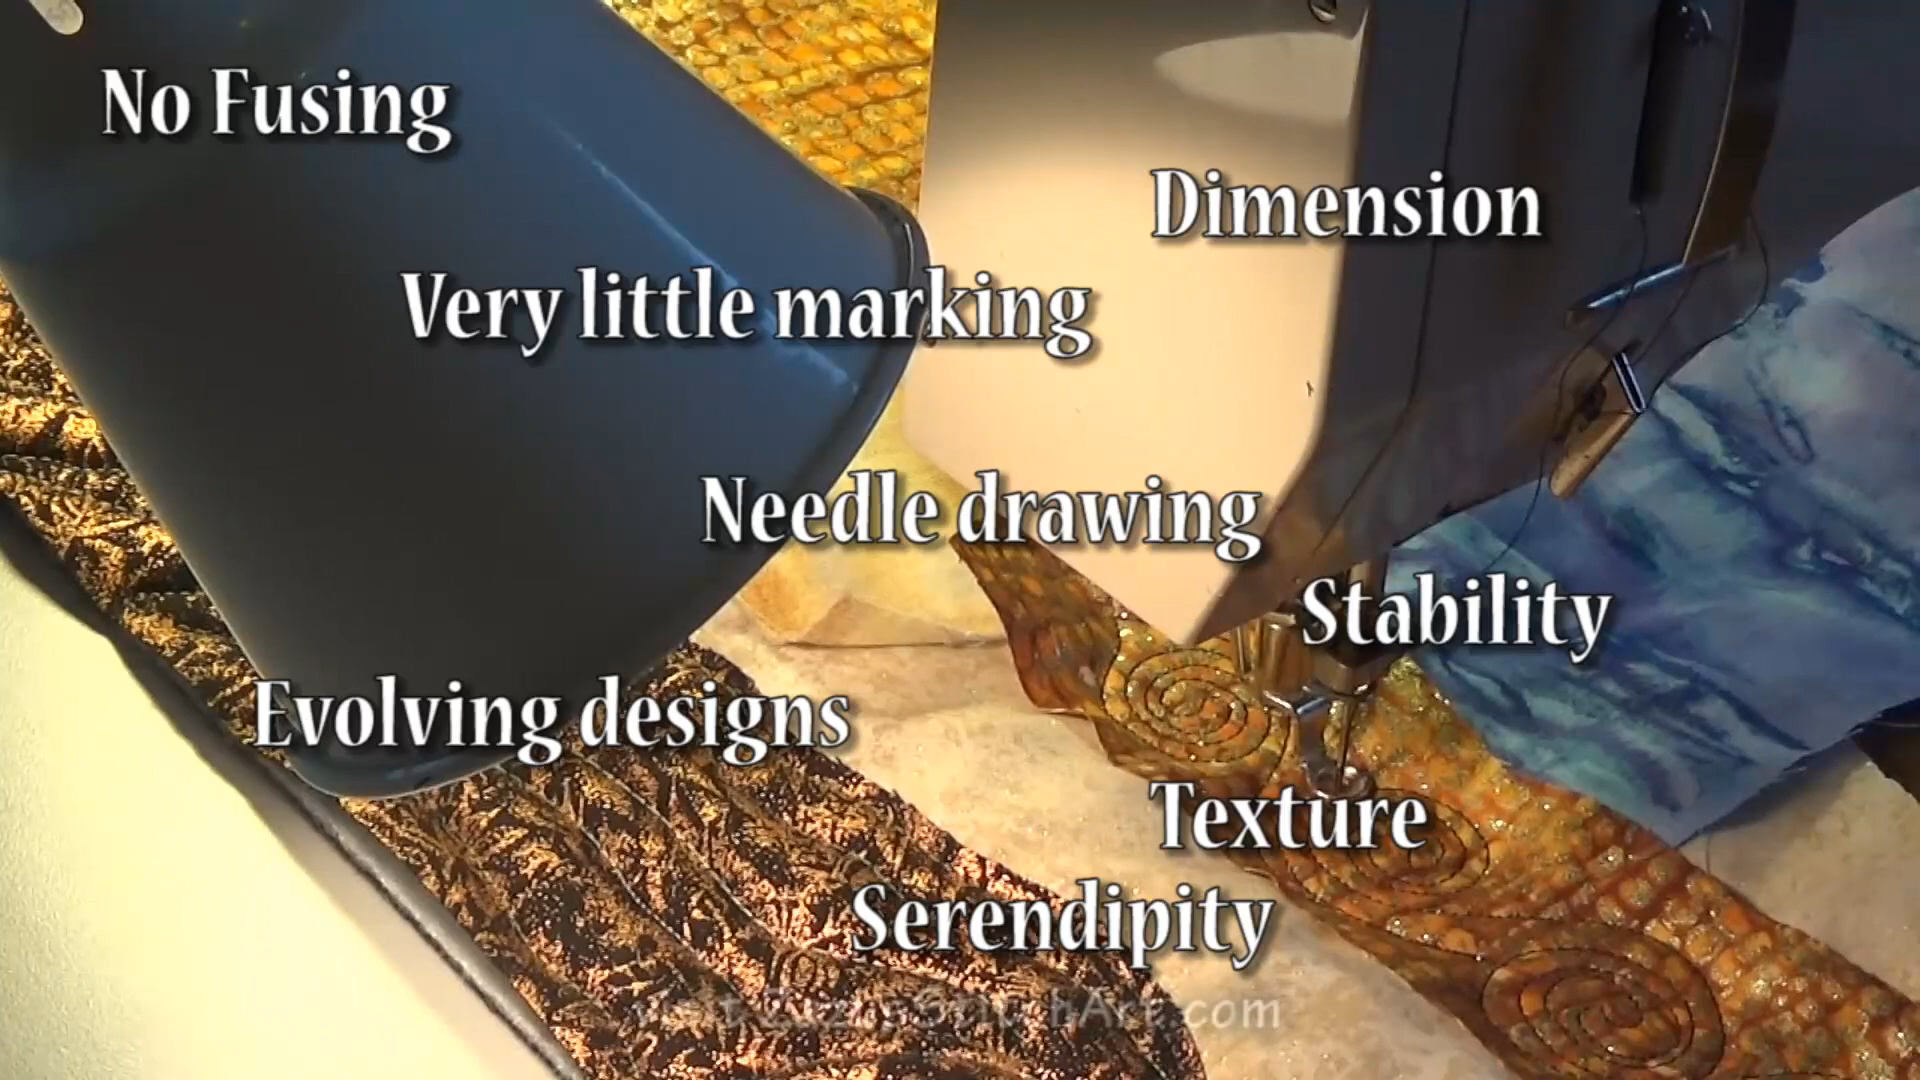 No Fusing
Dimension
Very little marking
Needle drawing
Stability
Evolving designs
Texture
Serendipity